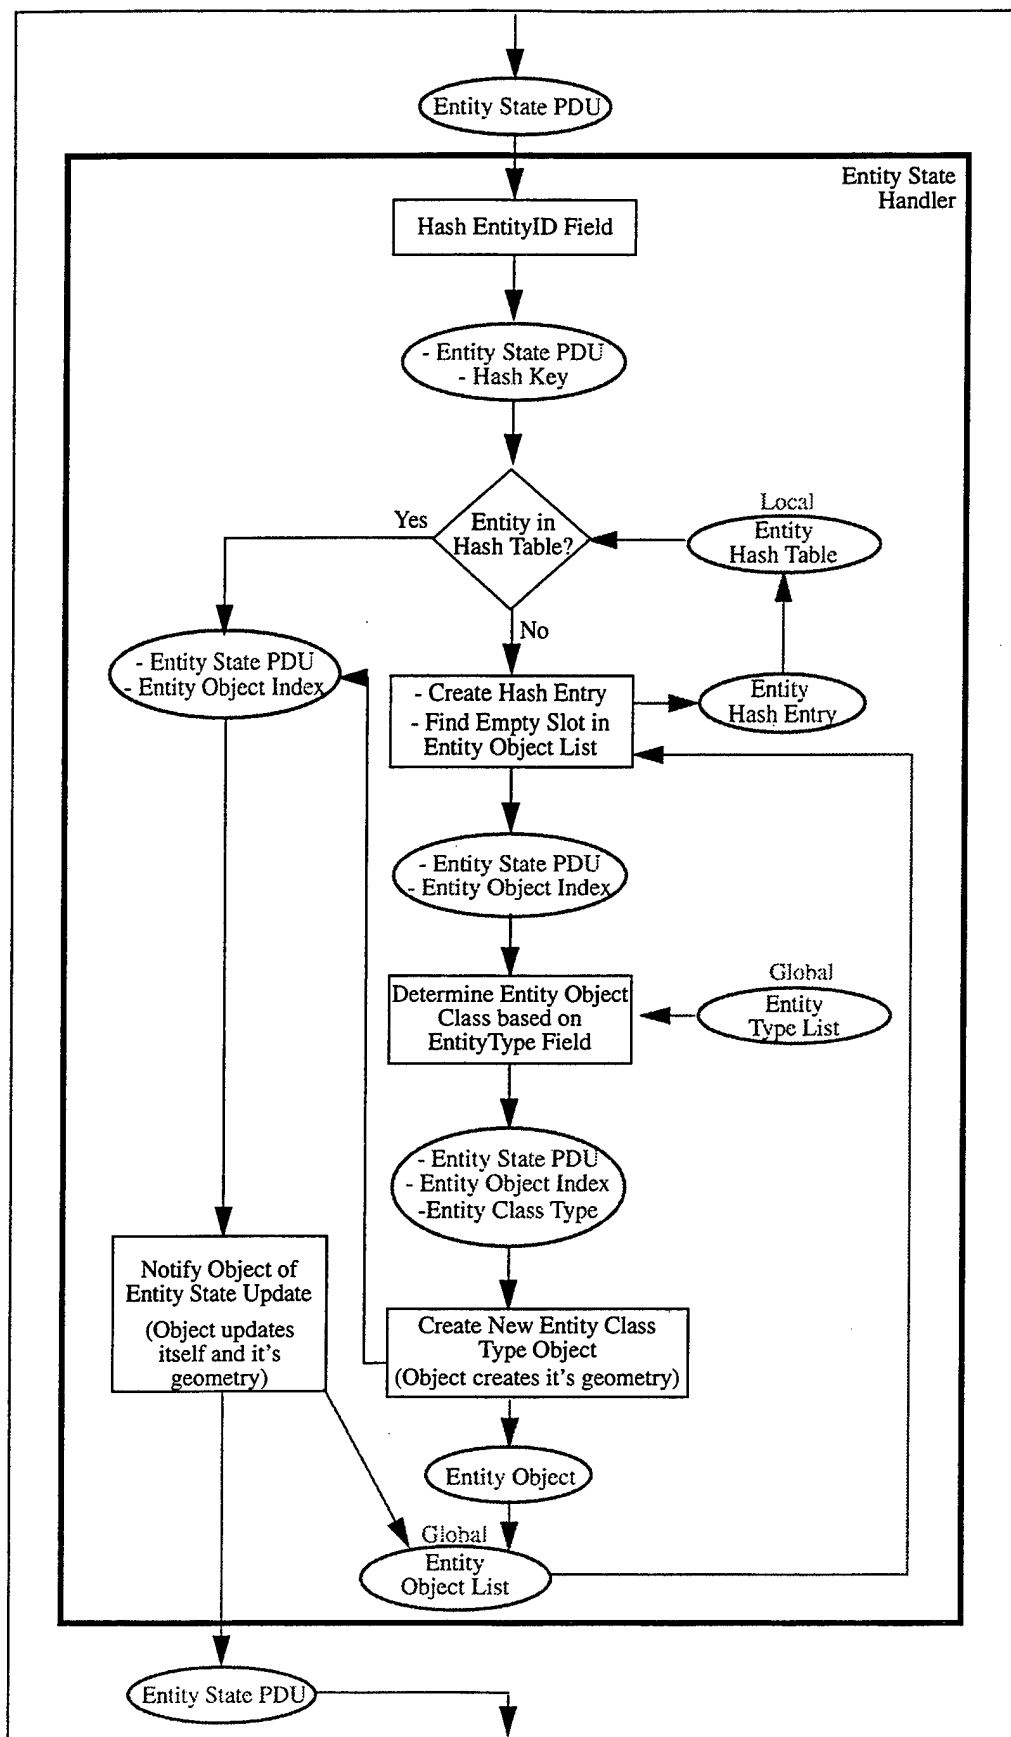 Entity State PDU
Entity State
Handler
Hash EntityID Field
- Entity State PDU
- Hash Key
Local
Yes
Entity in
Hash Table?
Entity
Hash Table
No
- Entity State PDU
- Entity Object Index
- Create Hash Entry
- Find Empty Slot in
Entity Object List
Entity
Hash Entry
- Entity State PDU
- Entity Object Index
Global
Determine Entity Object
Class based on
EntityType Field
Entity
Type List
- Entity State PDU
- Entity Object Index
-Entity Class Type
Notify Object of
Entity State Update
(Object updates
itself and it's
geometry)
Create New Entity Class
Type Object
(Object creates it's geometry)
Entity Object
Global
Entity
Object List
Entity State PDU